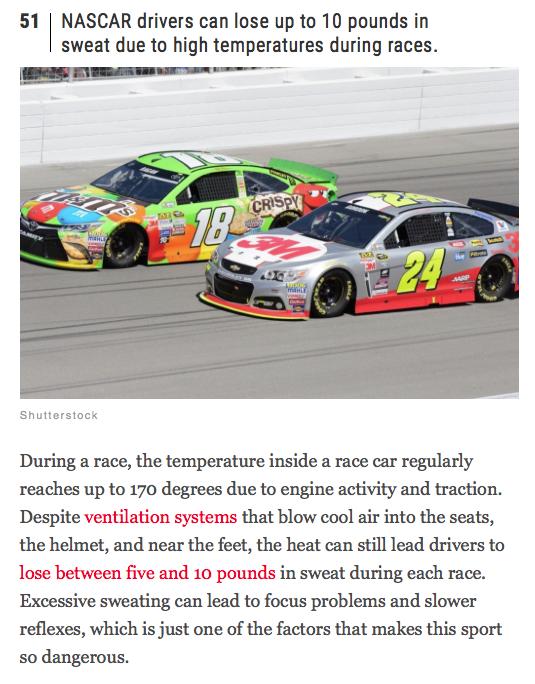 51 NASCAR drivers can lose up to 10 pounds in
sweat due to high temperatures during races.
18
M&M's
CRISPY
18
3M
24
3M
AARP
Shutterstock
During a race, the temperature inside a race car regularly
reaches up to 170 degrees due to engine activity and traction.
Despite ventilation systems that blow cool air into the seats,
the helmet, and near the feet, the heat can still lead drivers to
lose between five and 10 pounds in sweat during each race.
Excessive sweating can lead to focus problems and slower
reflexes, which is just one of the factors that makes this sport
so dangerous.